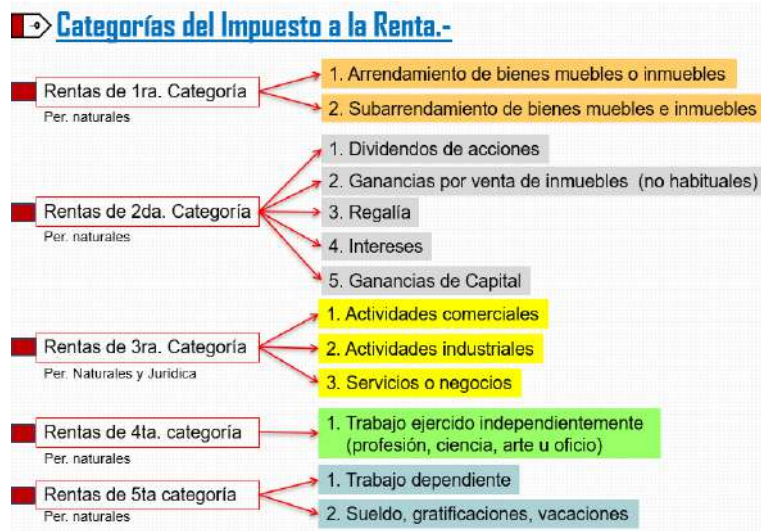 Categorías del Impuesto a la Renta.-
Rentas de 1ra. Categoría
Per. naturales
1. Arrendamiento de bienes muebles o inmuebles
2. Subarrendamiento de bienes muebles e inmuebles
Rentas de 2da. Categoría
Per. naturales
1. Dividendos de acciones
2. Ganancias por venta de inmuebles (no habituales)
3. Regalía
4. Intereses
5. Ganancias de Capital
Rentas de 3ra. Categoría
Per. Naturales y Juridica
1. Actividades comerciales
2. Actividades industriales
3. Servicios o negocios
Rentas de 4ta. categoría
Per. naturales
1. Trabajo ejercido independientemente
(profesión, ciencia, arte u oficio)
Rentas de 5ta categoría
Per. naturales
1. Trabajo dependiente
2. Sueldo, gratificaciones, vacaciones